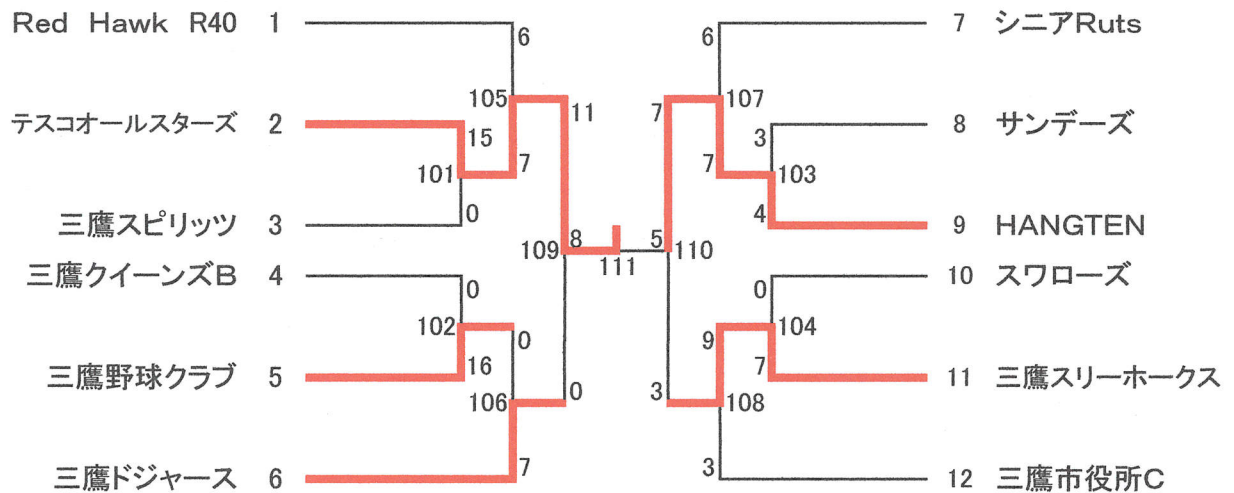 Red Hawk R40 1
6
6
7 シニアRuts
105
11
7
107
テスコオールスターズ 2
15
3
8 サンデーズ
101
7
7
103
三鷹スピリッツ 3
0
4
9 HANGTEN
109
8
111
5
110
三鷹クイーンズB 4
0
0
10 スワローズ
102
0
9
104
三鷹野球クラブ 5
16
7
11 三鷹スリーホークス
106
0
3
108
三鷹ドジャース 6
7
3
12 三鷹市役所C